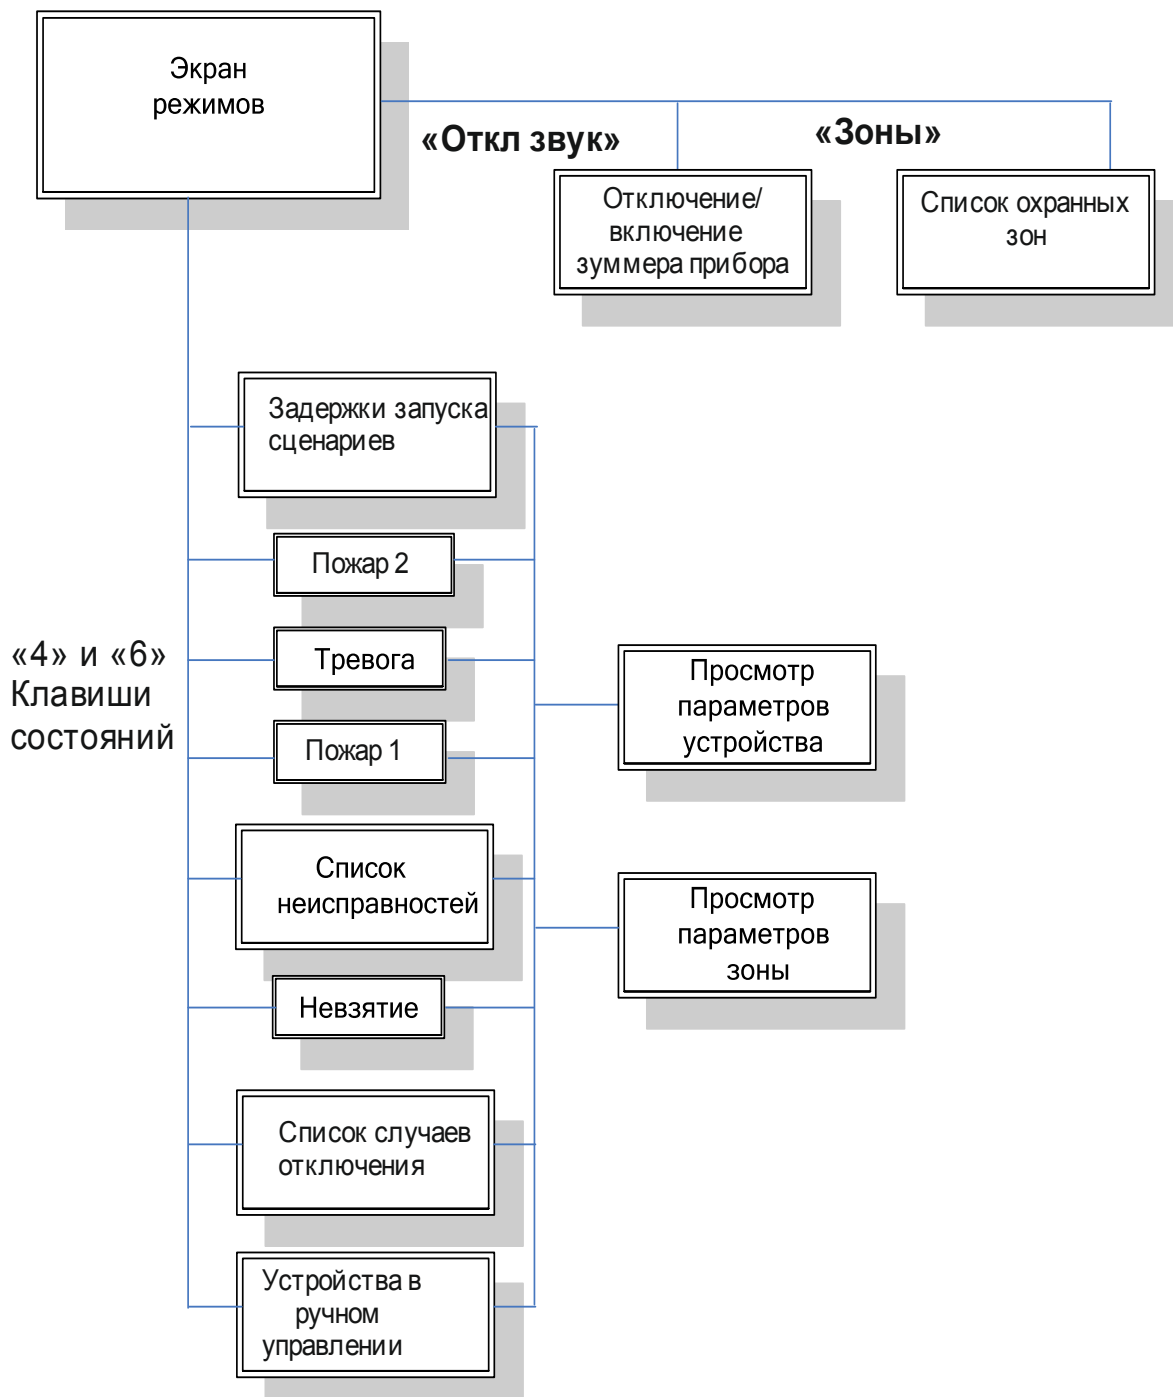 Экран
режимов
«Откл звук»
«Зоны»
Отключение/
включение
зуммера прибора
Список охранных
зон
Задержки запуска
сценариев
Пожар 2
Тревога
Пожар 1
«4» и «6»
Клавиши
состояний
Список
неисправностей
Невзятие
Список случаев
отключения
Устройства в
ручном
управлении
Просмотр
параметров
устройства
Просмотр
параметров
зоны